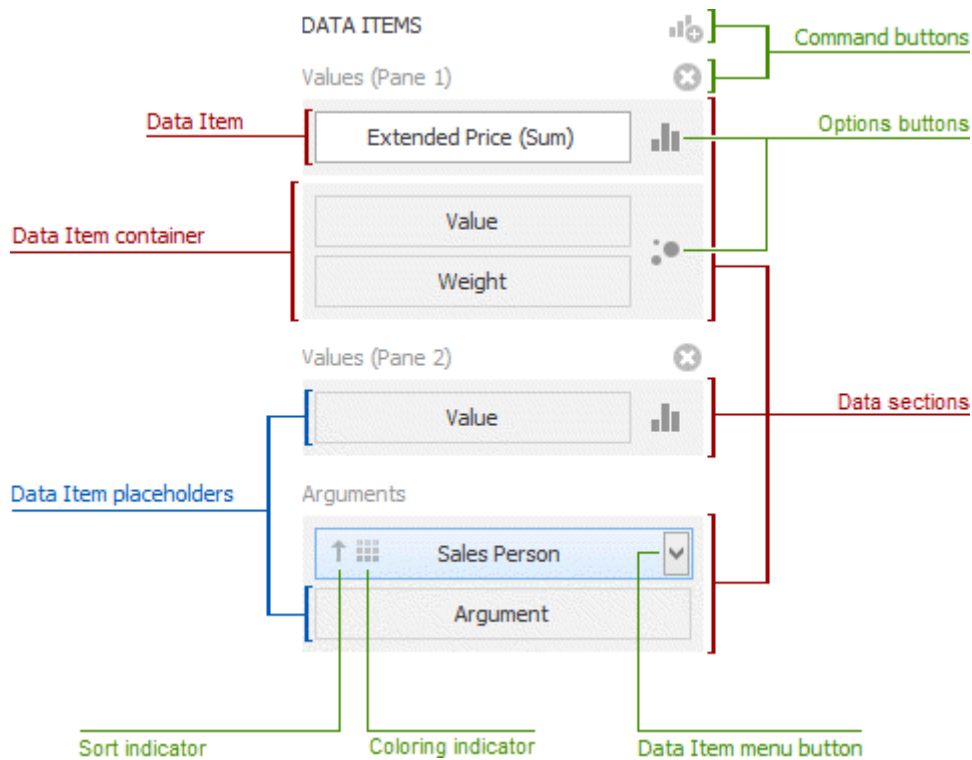 DATA ITEMS
Command buttons
Values (Pane 1)
Data Item
Extended Price (Sum)
Options buttons
Value
Data Item container
Weight
Values (Pane 2)
Value
Data sections
Data Item placeholders
Arguments
Sales Person
Argument
Sort indicator
Coloring indicator
Data Item menu button